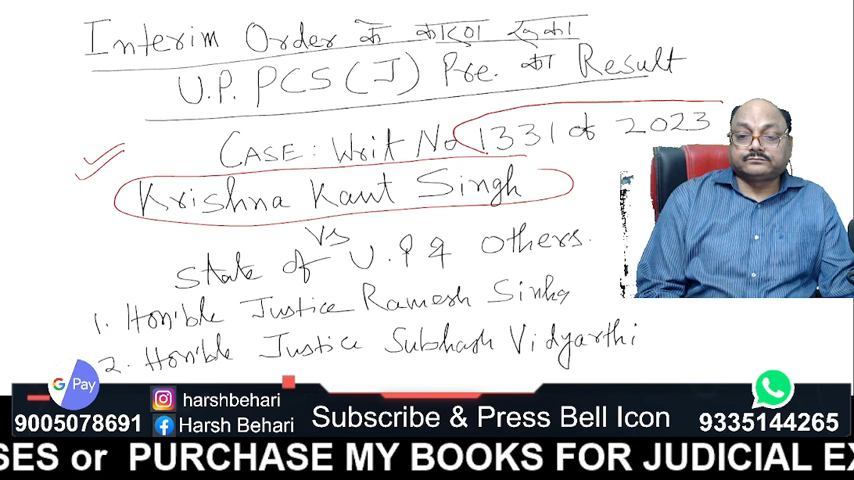 Interim Order के कारण रुका
U.P. PCS (J) Pre. का Result
CASE: Writ No 1331 of 2023
Krishna Kant Singh
Vs
State of U.P & Others.
1. Hon'ble Justice Ramesh Sinha
2. Hon'ble Justice Subhash Vidyarthi
G Pay
9005078691
harshbehari
Harsh Behari
Subscribe & Press Bell Icon
9335144265
SES or PURCHASE MY BOOKS FOR JUDICIAL EX